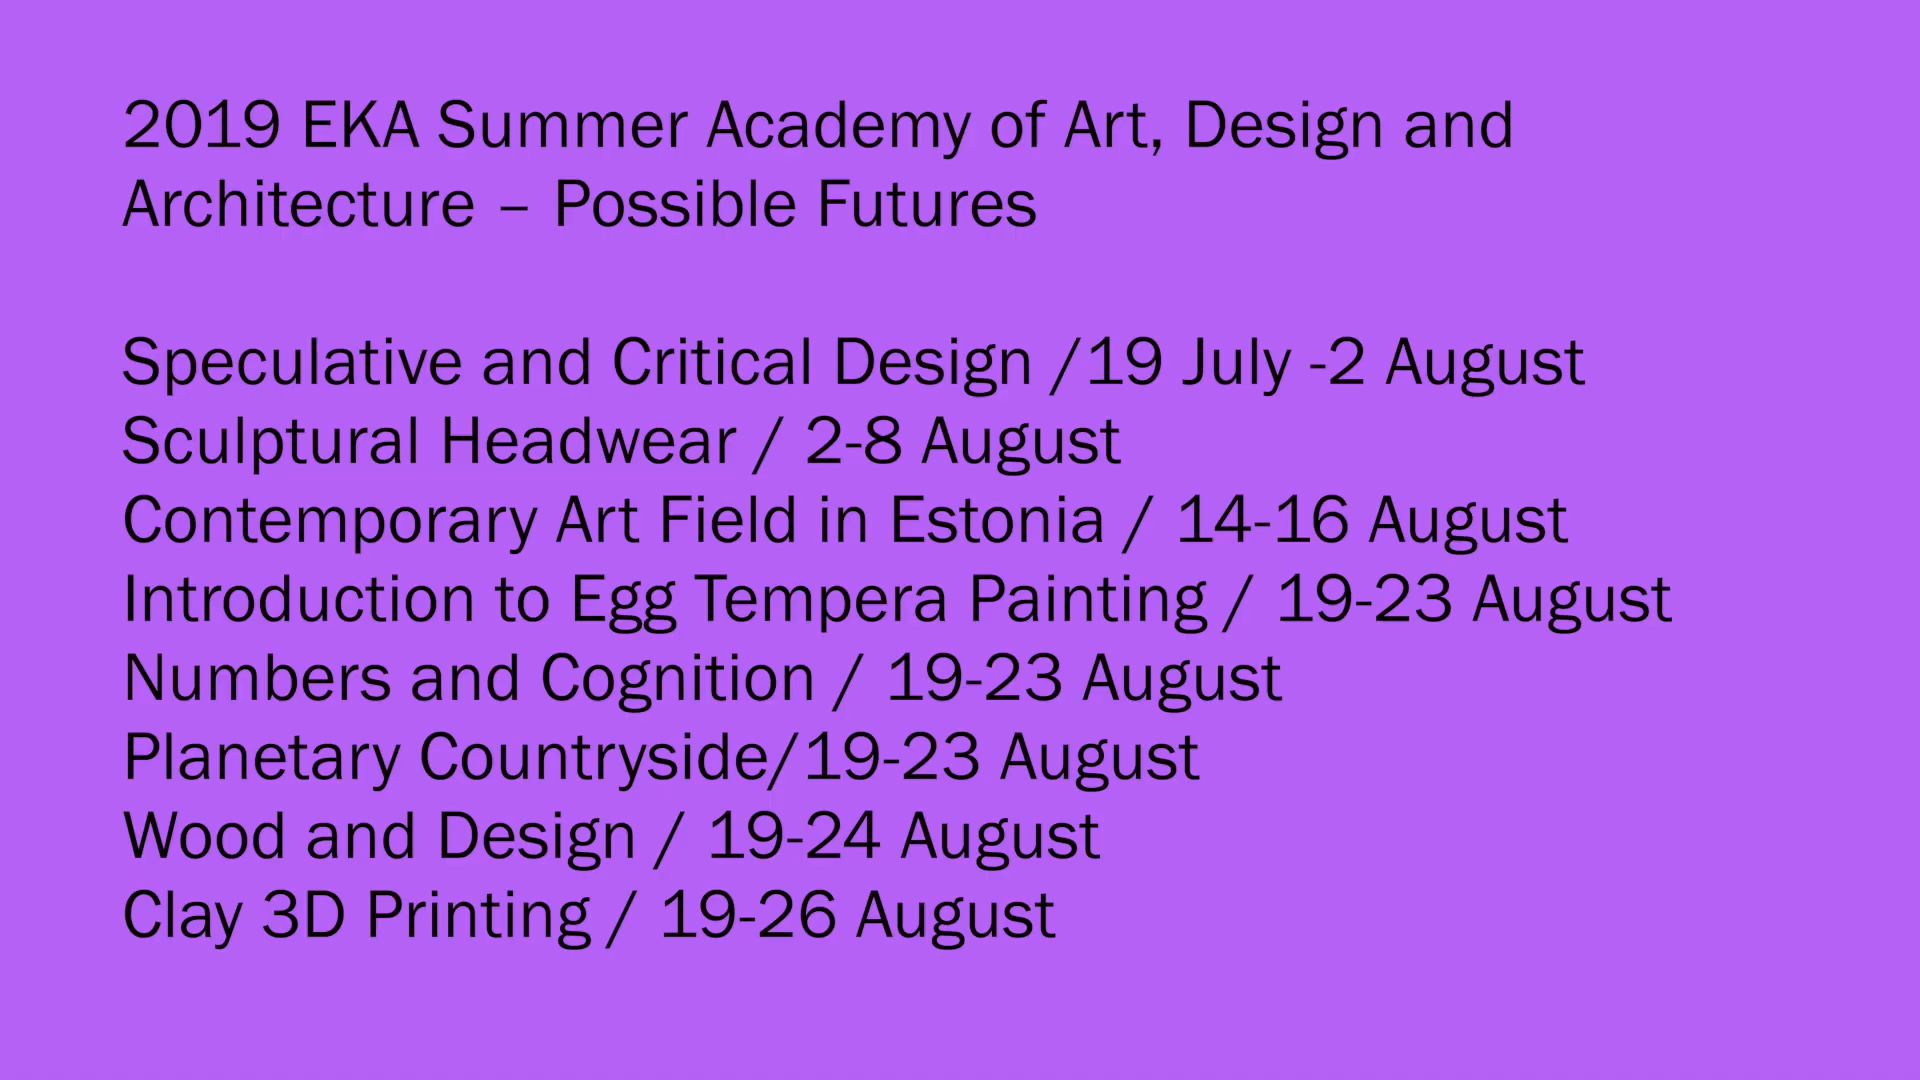 2019 EKA Summer Academy of Art, Design and
Architecture – Possible Futures
Speculative and Critical Design /19 July -2 August
Sculptural Headwear / 2-8 August
Contemporary Art Field in Estonia / 14-16 August
Introduction to Egg Tempera Painting / 19-23 August
Numbers and Cognition / 19-23 August
Planetary Countryside/19-23 August
Wood and Design / 19-24 August
Clay 3D Printing / 19-26 August